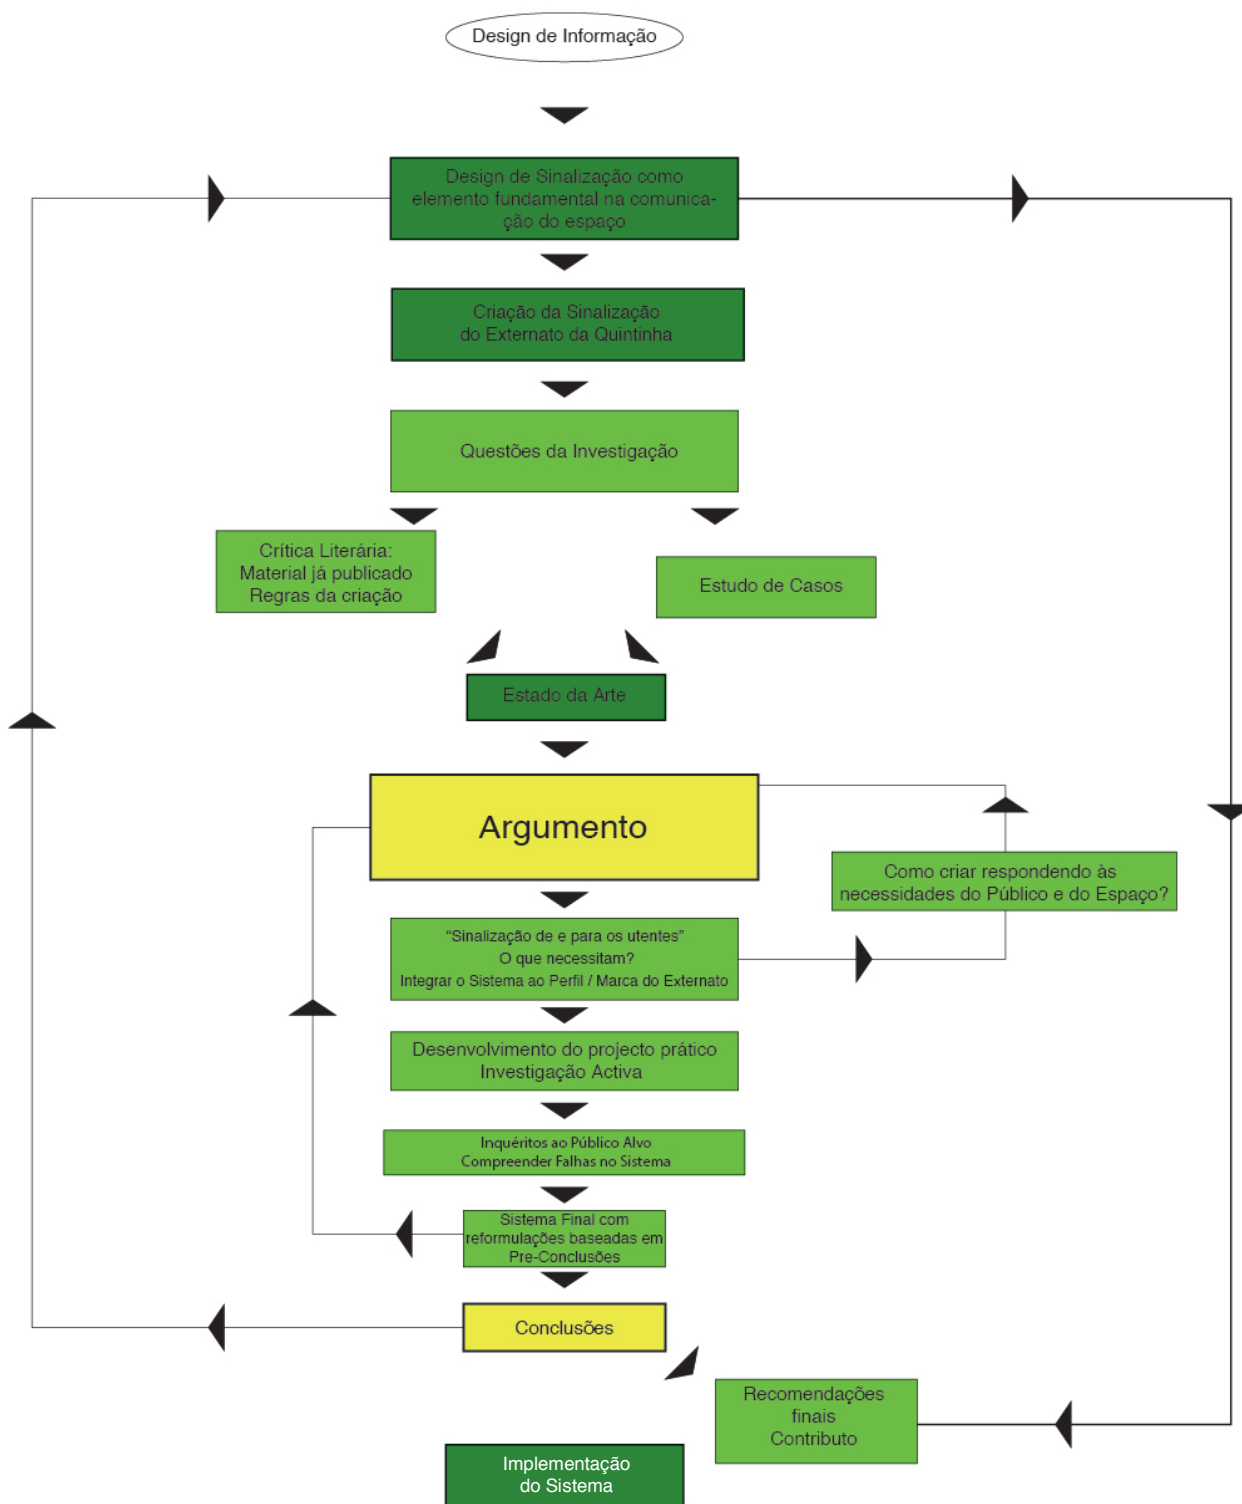 Design de Informação
Design de Sinalização como
elemento fundamental na comunica-
ção do espaço
Criação da Sinalização
do Externato da Quintinha
Questões da Investigação
Crítica Literária:
Material já publicado
Regras da criação
Estudo de Casos
Estado da Arte
Argumento
Como criar respondendo às
necessidades do Público e do Espaço?
“Sinalização de e para os utentes”
O que necessitam?
Integrar o Sistema ao Perfil / Marca do Externato
Desenvolvimento do projecto prático
Investigação Activa
Inquéritos ao Público Alvo
Compreender Falhas no Sistema
Sistema Final com
reformulações baseadas em
Pre-Conclusões
Conclusões
Recomendações
finais
Contributo
Implementação
do Sistema